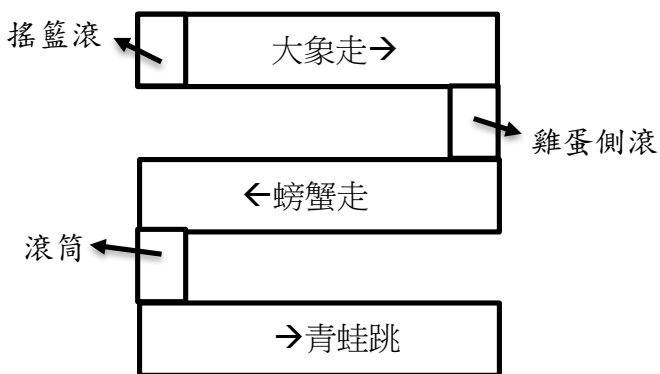 搖籃滾
大象走→
雞蛋側滾
←螃蟹走
滾筒
→青蛙跳